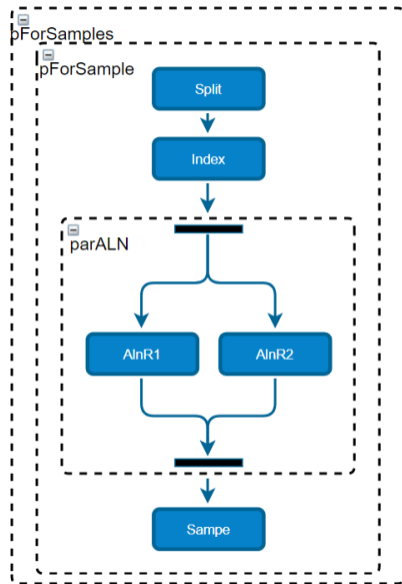 pForSamples
pForSample
Split
Index
parALN
AlnR1
AlnR2
Sampe